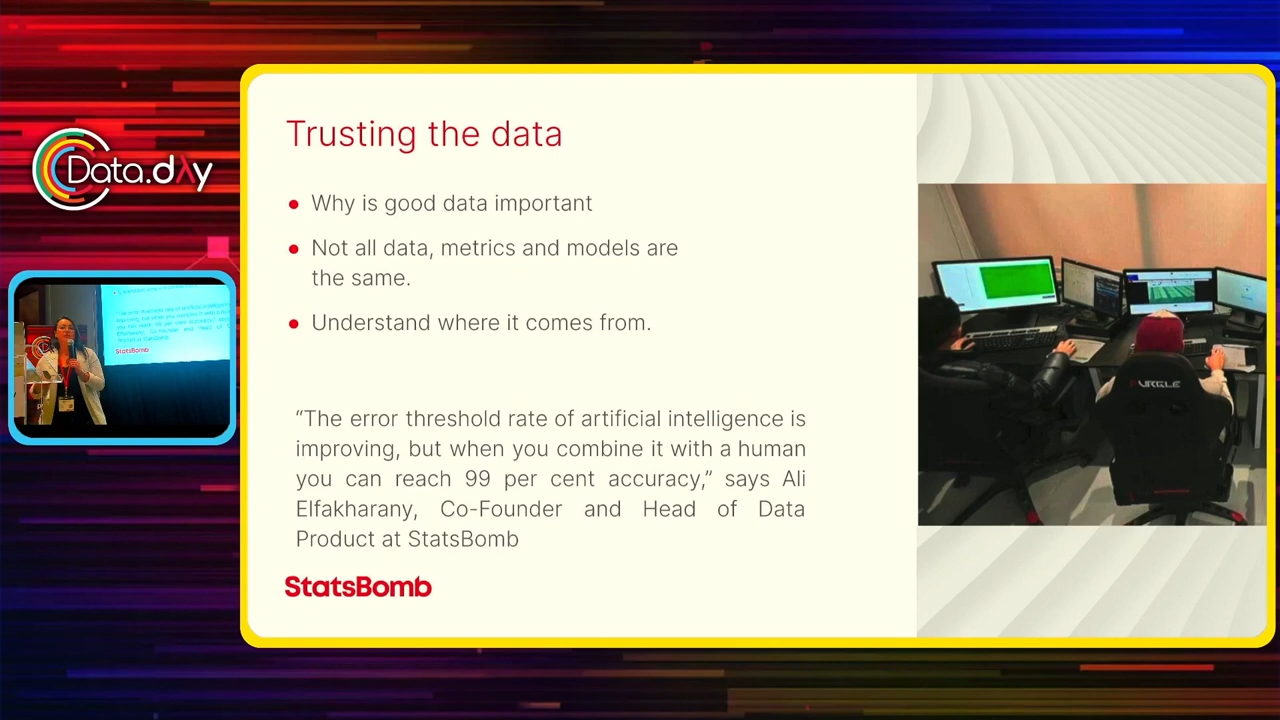 Data.dλy
Trusting the data
Why is good data important
Not all data, metrics and models are
the same.
Understand where it comes from.
“The error threshold rate of artificial intelligence is
improving, but when you combine it with a human
you can reach 99 per cent accuracy,” says Ali
Elfakharany, Co-Founder and Head of Data
Product at StatsBomb
StatsBomb
StatsBomb